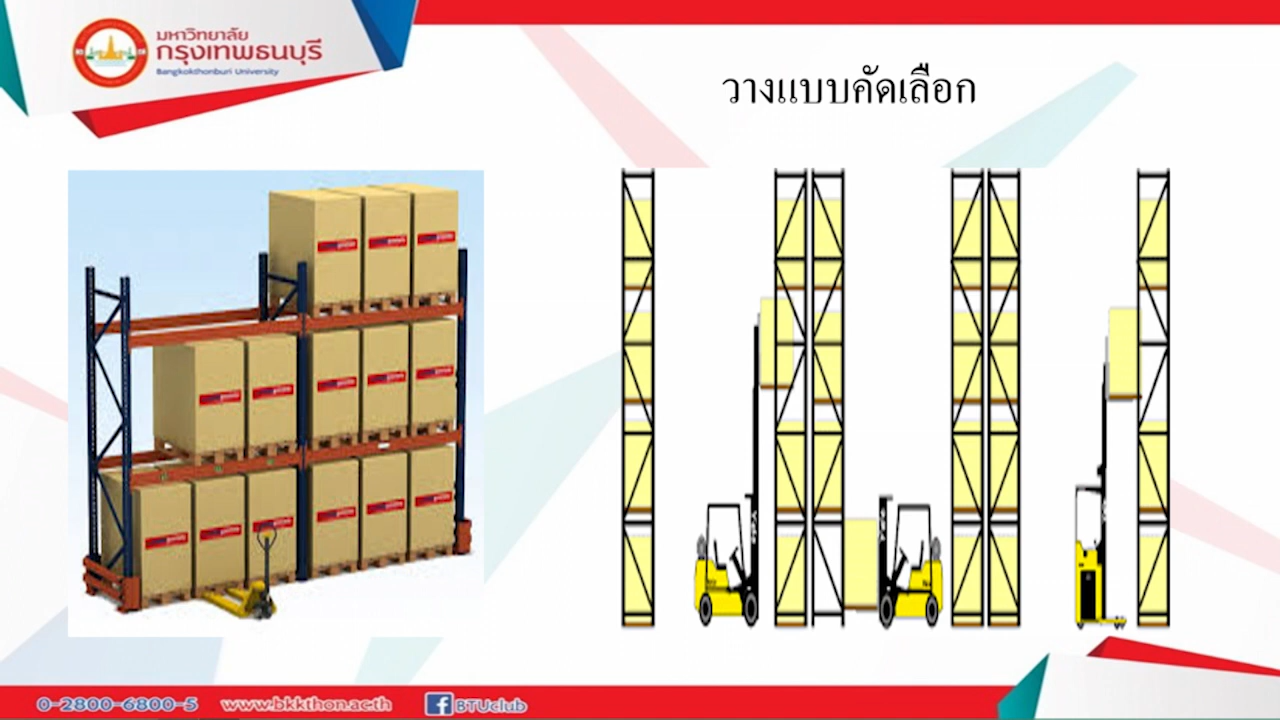 มหาวิทยาลัย
กรุงเทพธนบุรี
Bangkokthonburi University
วางแบบคัดเลือก
0-2800-6800-5 www.bkkthon.ac.th BTUclub